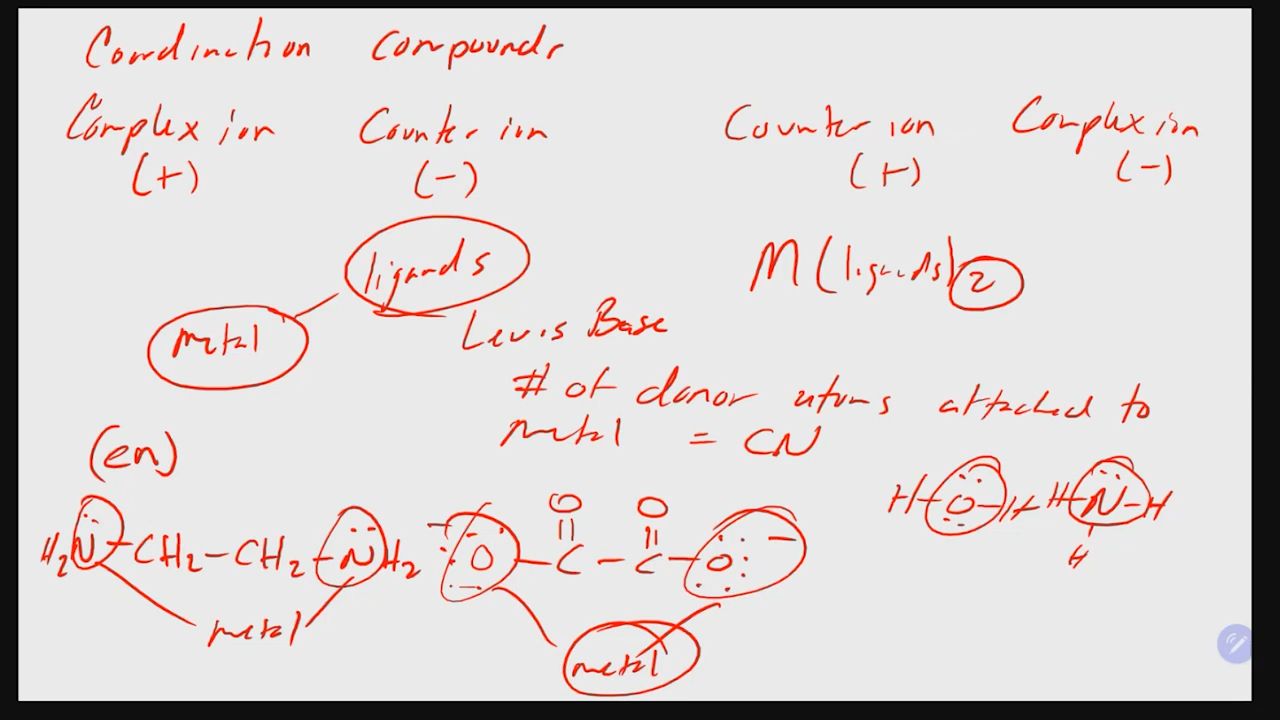 Coordination Compounds
Complex ion Counter ion Counter ion Complex ion
(+) (-) (+) (-)
ligands M(ligands)2
metal Lewis Base
# of donor atoms attached to
metal = CN
(en)
O O H-O-H H-N-H
H2N-CH2-CH2-NH2 O-C-C-O H
metal metal